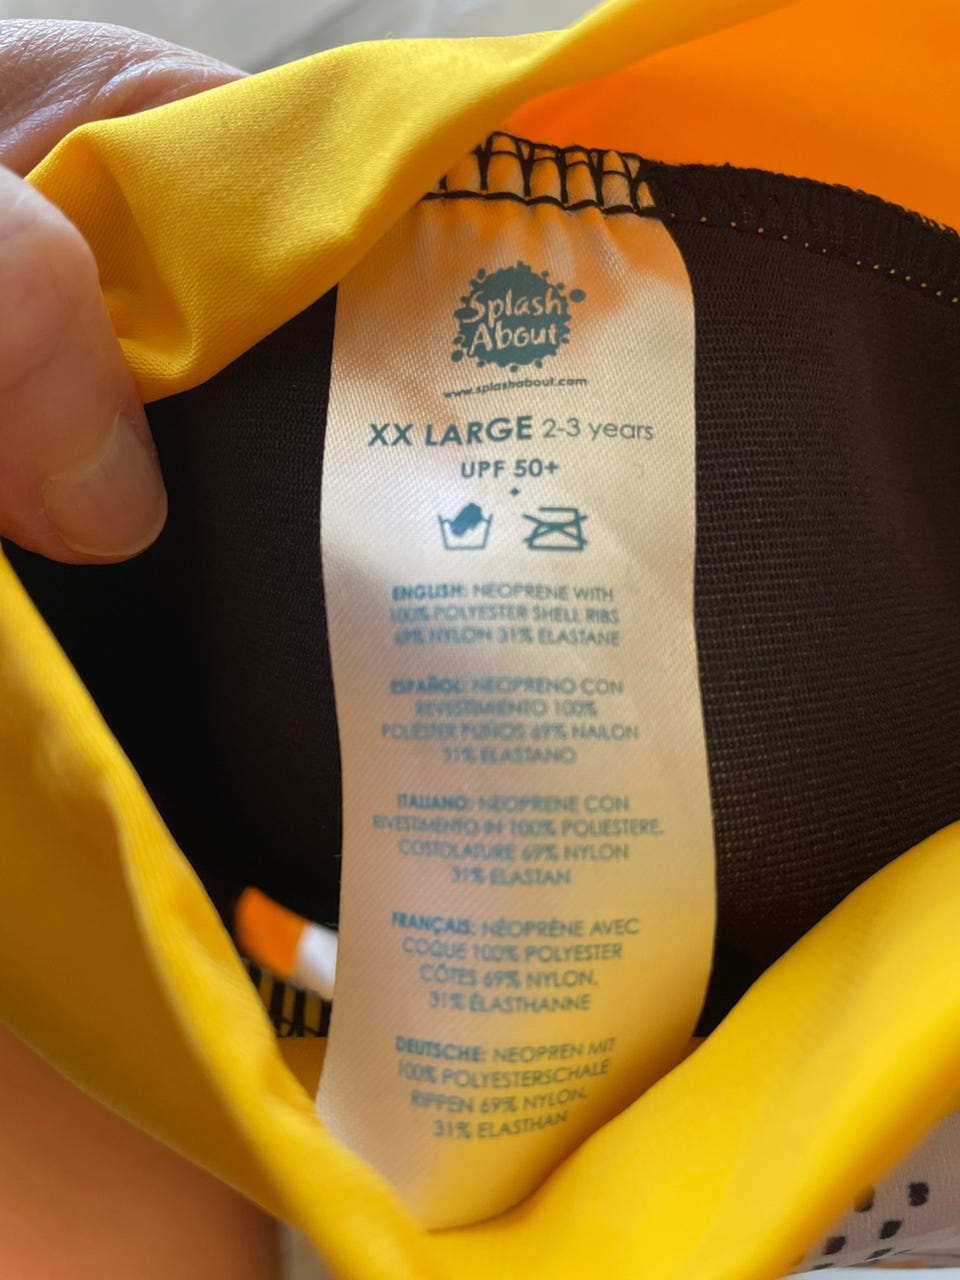 Splash
About
www.splashabout.com
XX LARGE 2-3 years
UPF 50+
ENGLISH: NEOPRENE WITH
100% POLYESTER SHELL RIBS
69% NYLON 31% ELASTANE
ESPAÑOL: NEOPRENO CON
REVESTIMIENTO 100%
POLIÉSTER PUÑOS 69% NAILON
31% ELASTANO
ITALIANO: NEOPRENE CON
RIVESTIMENTO IN 100% POLIESTERE.
COSTOLATURE 69% NYLON
31% ELASTAN
FRANÇAIS: NÉOPRÈNE AVEC
COQUE 100% POLYESTER
CÔTES 69% NYLON.
31% ÉLASTHANNE
DEUTSCHE: NEOPREN MIT
100% POLYESTERSCHALE
RIPPEN 69% NYLON.
31% ELASTHAN